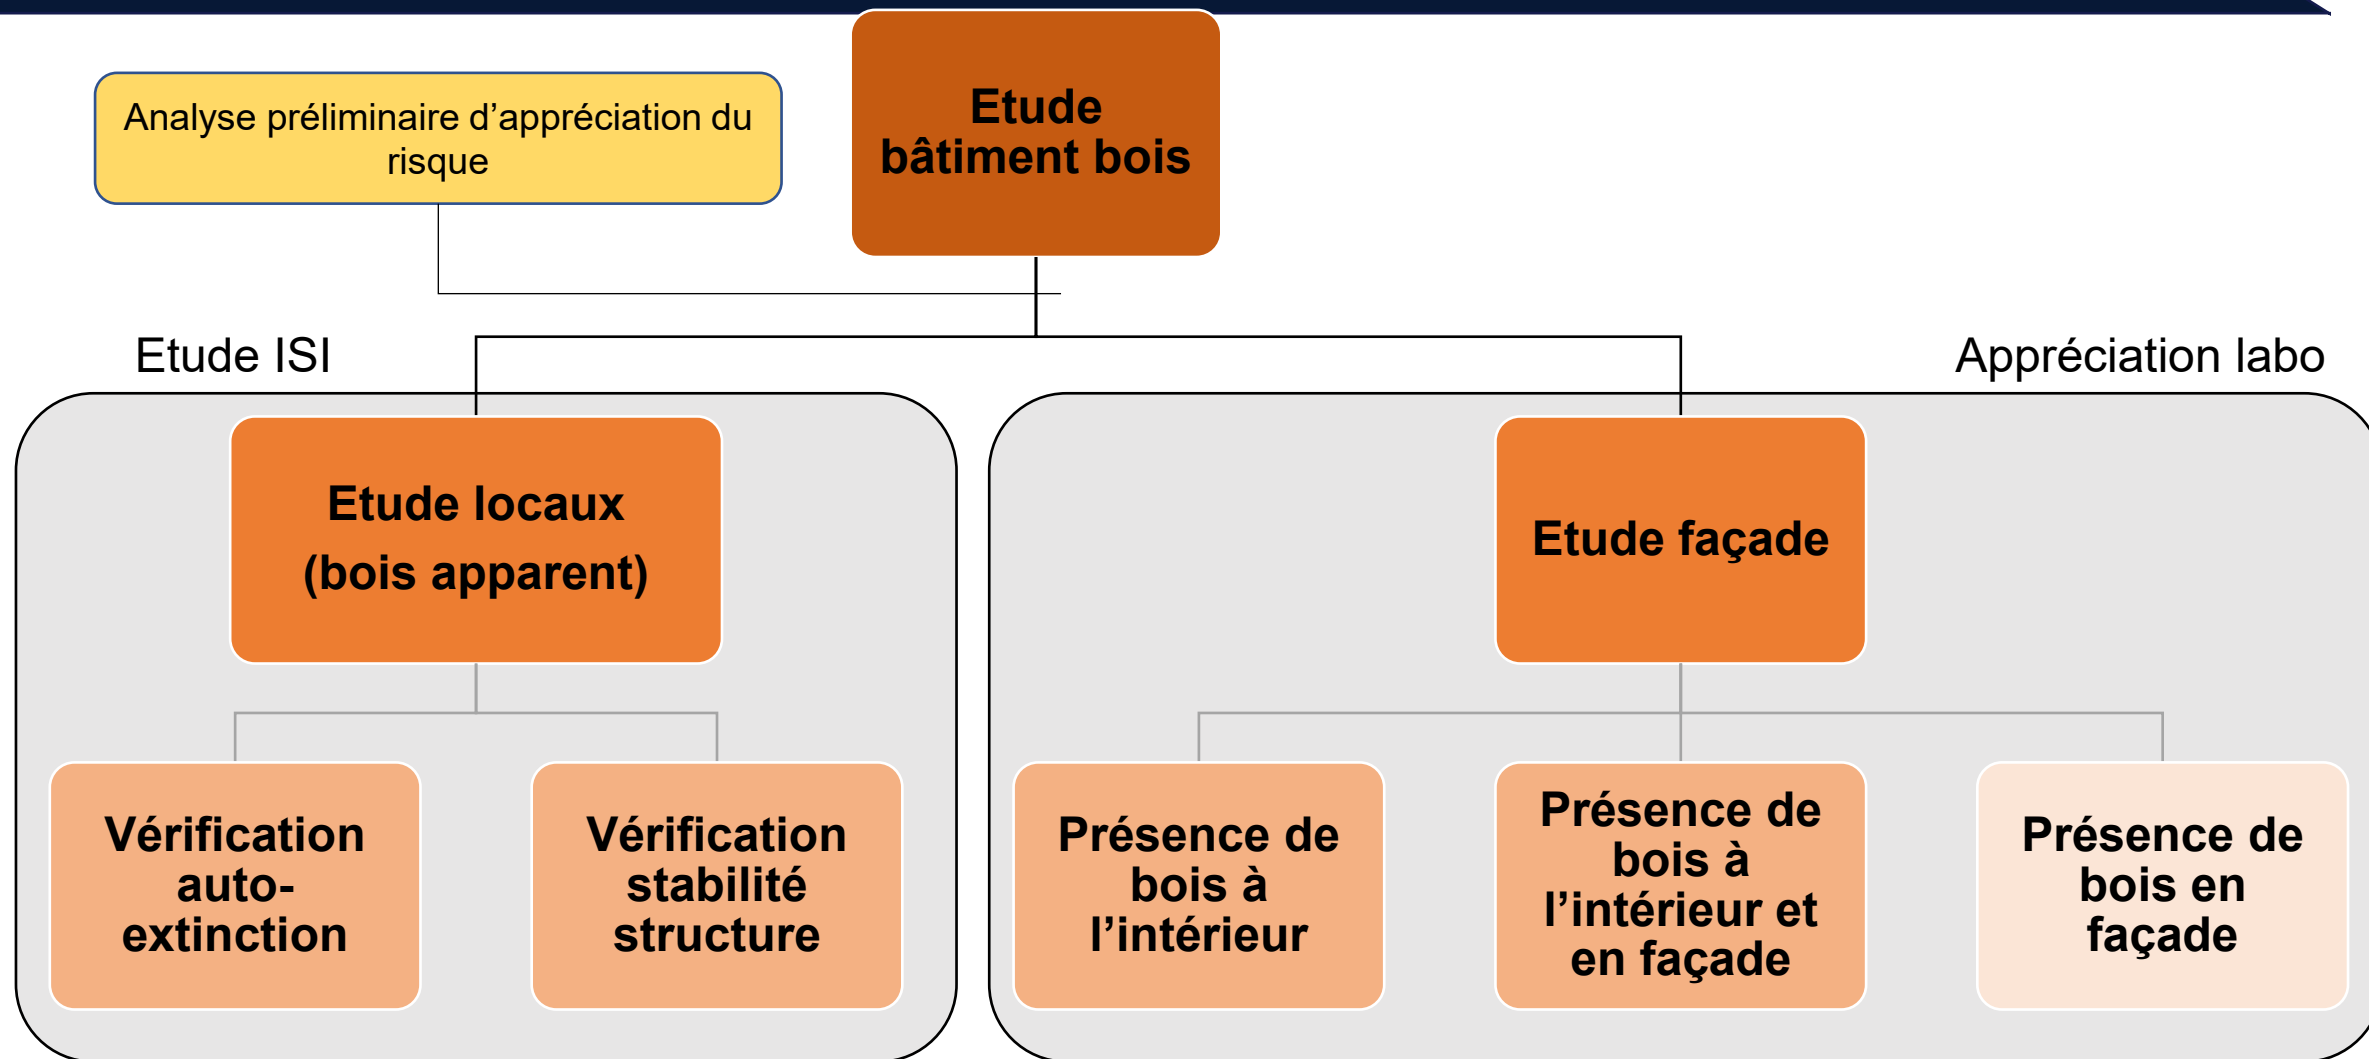 Etude
bâtiment bois
Analyse préliminaire d’appréciation du
risque
Etude ISI
Appréciation labo
Etude locaux
(bois apparent)
Etude façade
Vérification
auto-
extinction
Vérification
stabilité
structure
Présence de
bois à
l’intérieur
Présence de
bois à
l’intérieur et
en façade
Présence de
bois en
façade